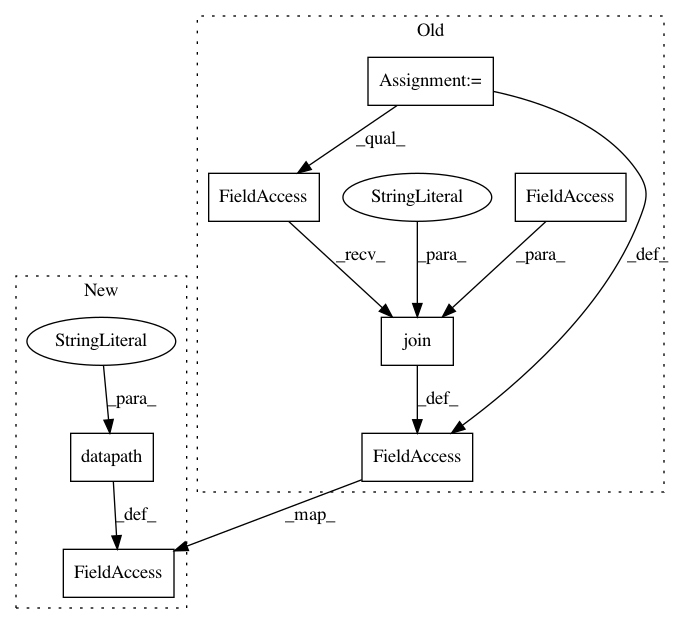 Old
Assignment:=
_qual_
FieldAccess
StringLiteral
FieldAccess
_recv_
_para_
_para_
_def_
New
StringLiteral
join
_para_
_def_
datapath
FieldAccess
_def_
_map_
FieldAccess